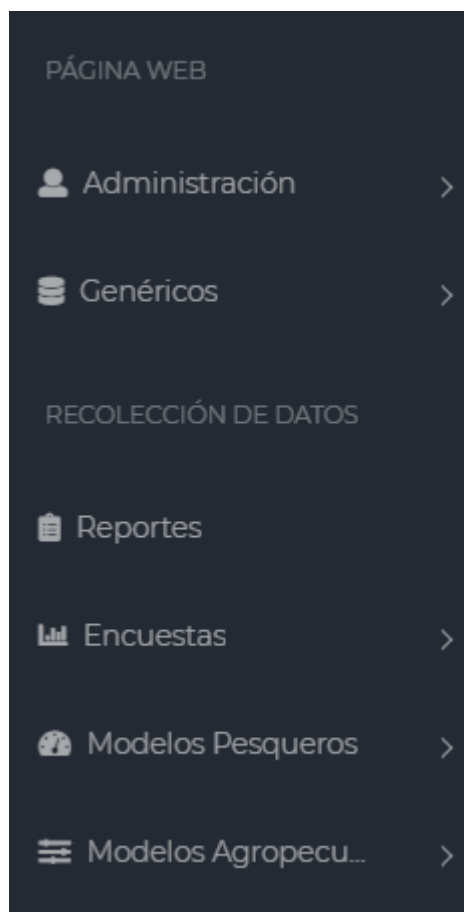 PÁGINA WEB
Administración
Genéricos
RECOLECCIÓN DE DATOS
Reportes
Encuestas
Modelos Pesqueros
Modelos Agropecu...